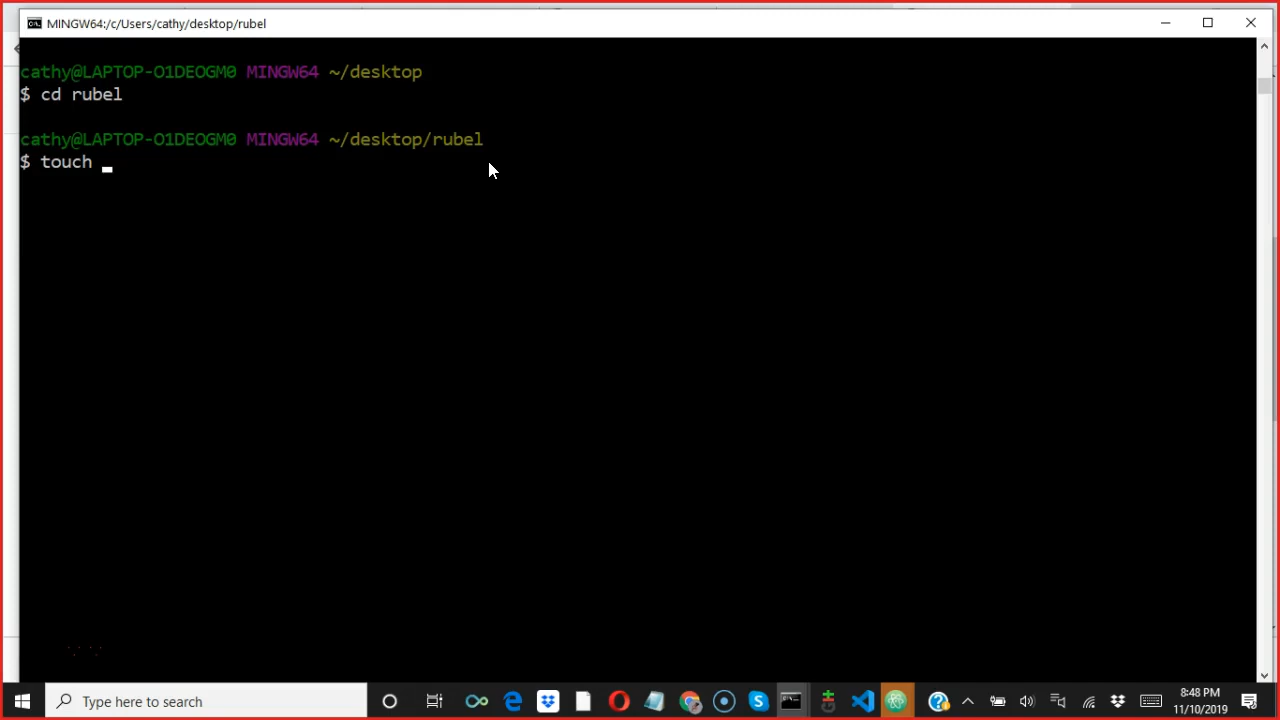 MINGW64:/c/Users/cathy/desktop/rubel
cathy@LAPTOP-O1DEOGM0 MINGW64 ~/desktop
$ cd rubel
cathy@LAPTOP-O1DEOGM0 MINGW64 ~/desktop/rubel
$ touch
Type here to search
8:48 PM
11/10/2019